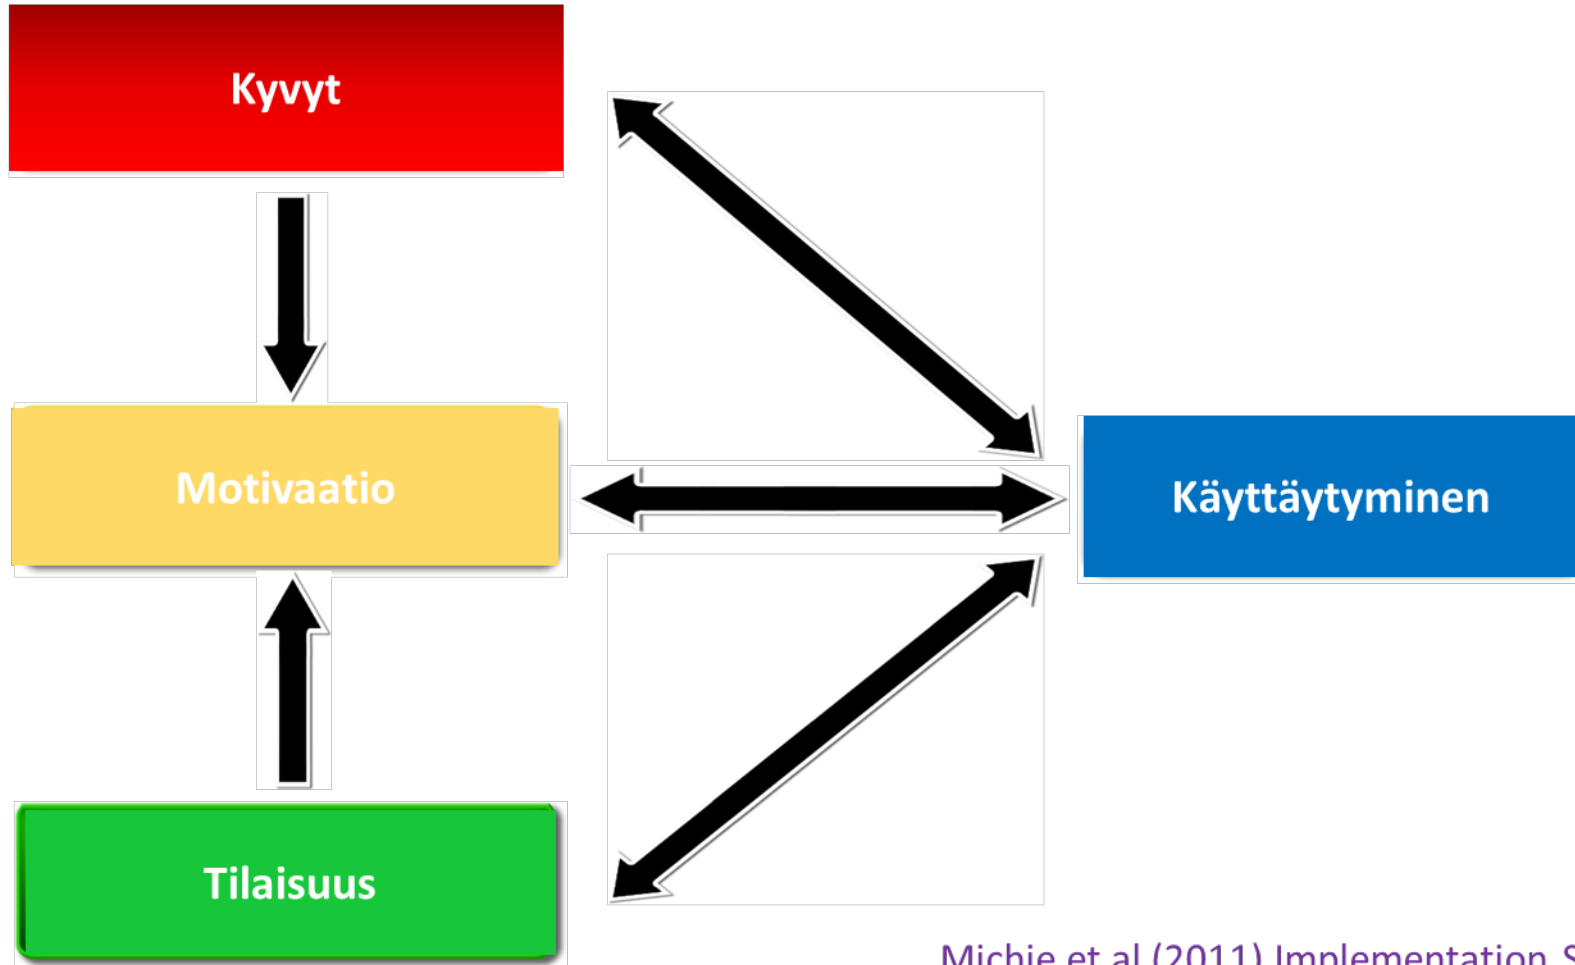 Kyvyt
Motivaatio
Käyttäytyminen
Tilaisuus
Michie et al (2011) Implementation